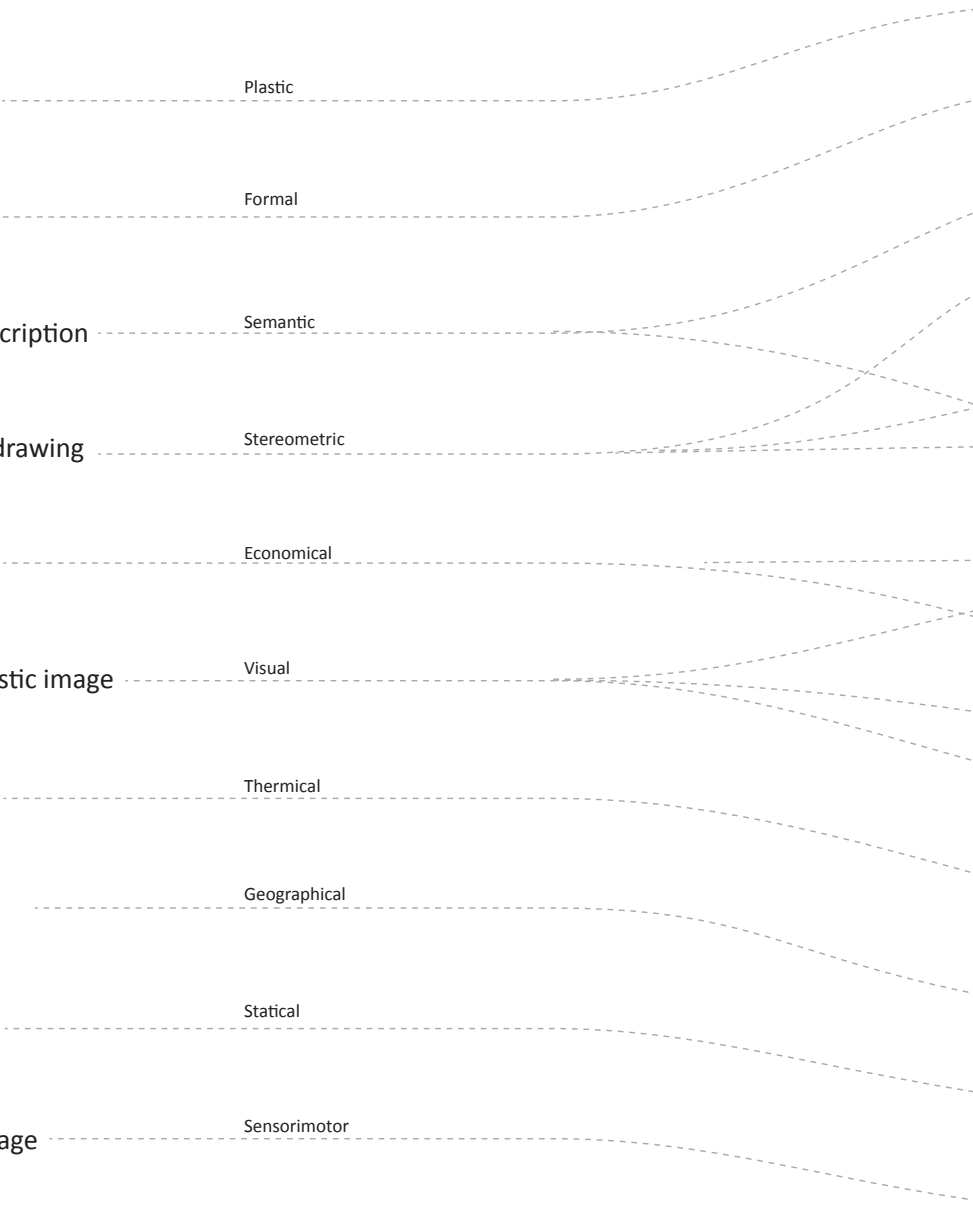 Plastic
Formal
Semantic
cription
Stereometric
drawing
Economical
Visual
stic image
Thermical
Geographical
Statical
Sensorimotor
age